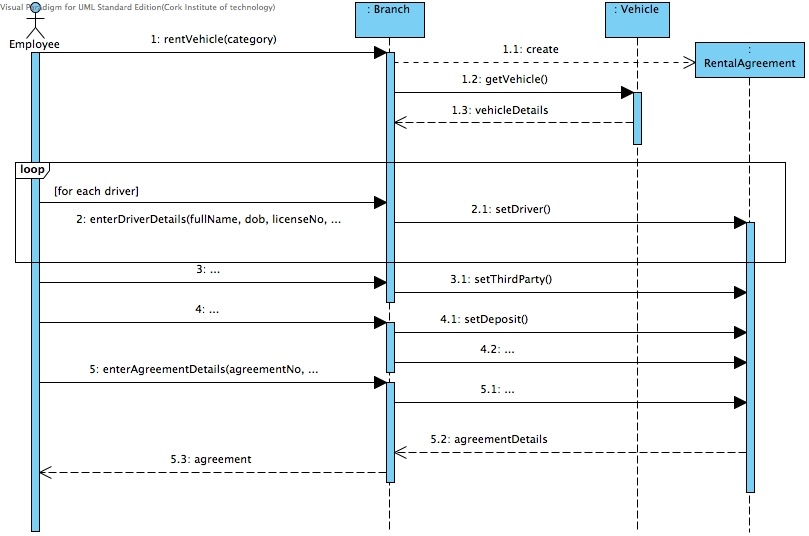 Visual Paradigm for UML Standard Edition(Cork Institute of technology)
: Branch
: Vehicle
Employee
1: rentVehicle(category)
1.1: create
:
RentalAgreement
1.2: getVehicle()
1.3: vehicleDetails
loop
[for each driver]
2: enterDriverDetails(fullName, dob, licenseNo, ...
2.1: setDriver()
3: ...
3.1: setThirdParty()
4: ...
4.1: setDeposit()
4.2: ...
5: enterAgreementDetails(agreementNo, ...
5.1: ...
5.2: agreementDetails
5.3: agreement